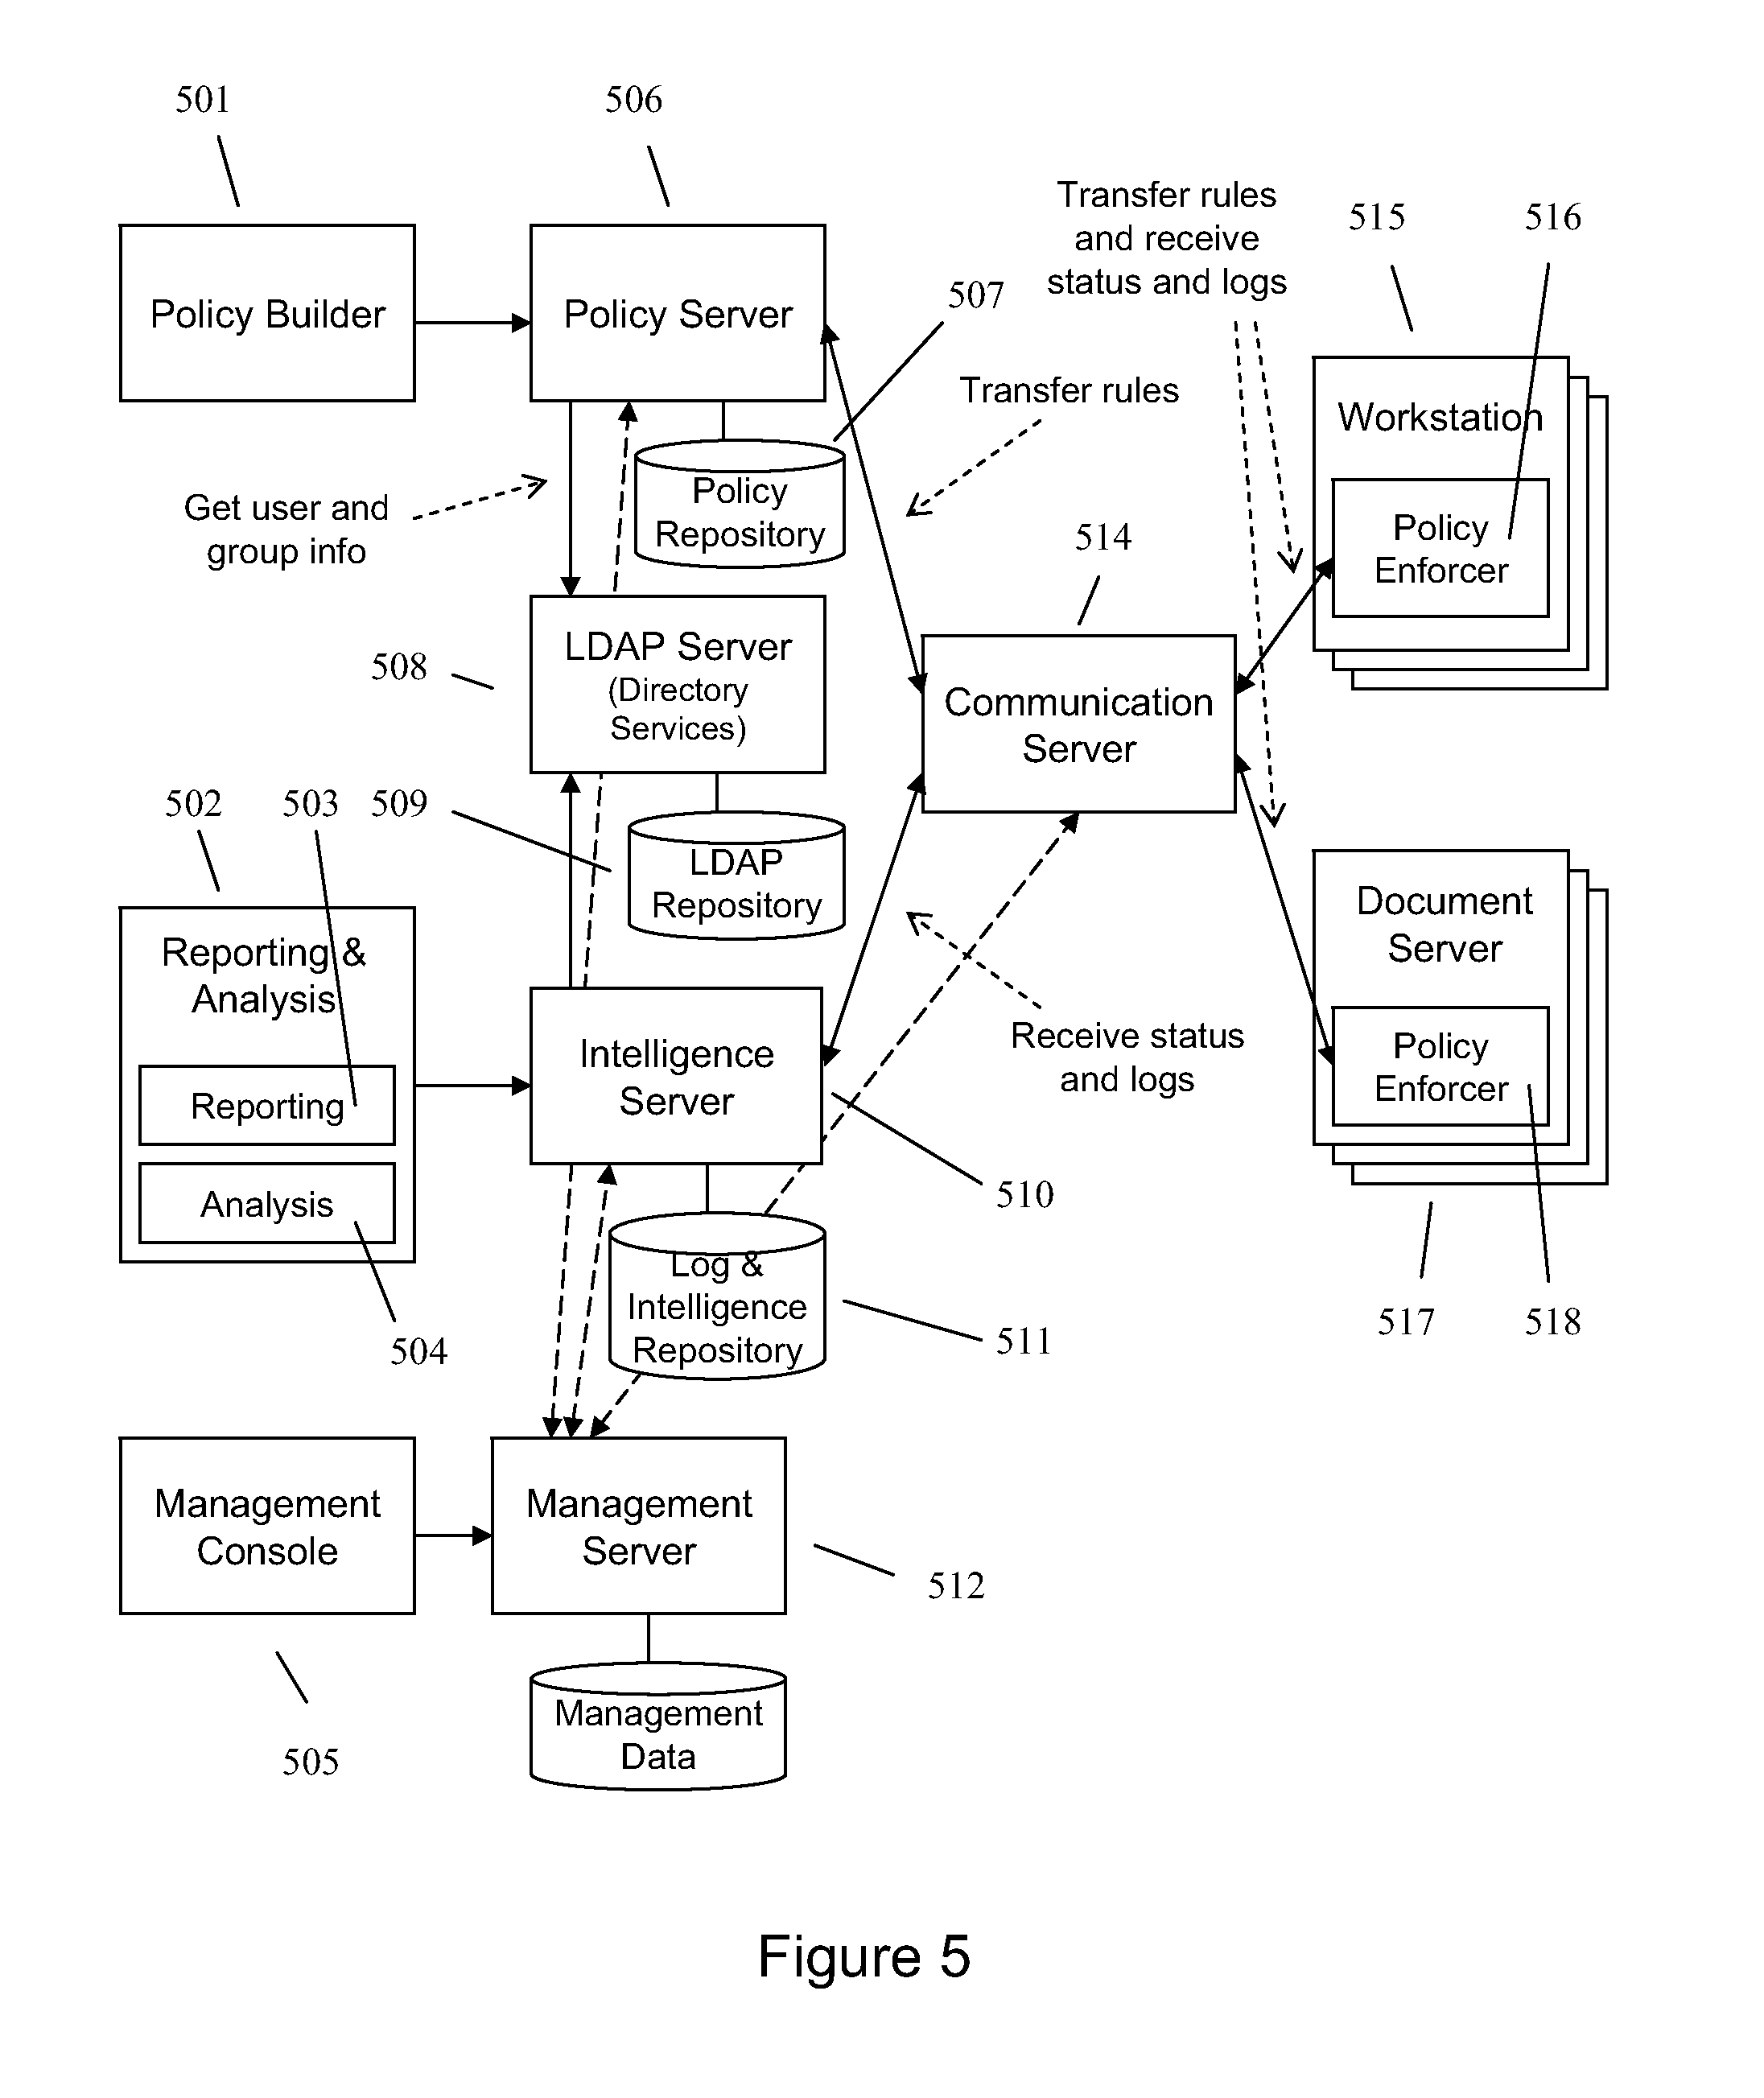 501
506
Transfer rules
and receive
status and logs
515
516
Policy Builder
Policy Server
507
Transfer rules
Workstation
Get user and
group info
Policy
Repository
514
Policy
Enforcer
LDAP Server
(Directory
Services)
508
Communication
Server
502
503
509
LDAP
Repository
Document
Server
Reporting &
Analysis
Reporting
Analysis
Intelligence
Server
Receive status
and logs
Policy
Enforcer
510
504
Log &
Intelligence
Repository
511
517
518
Management
Console
Management
Server
512
505
Management
Data
Figure 5